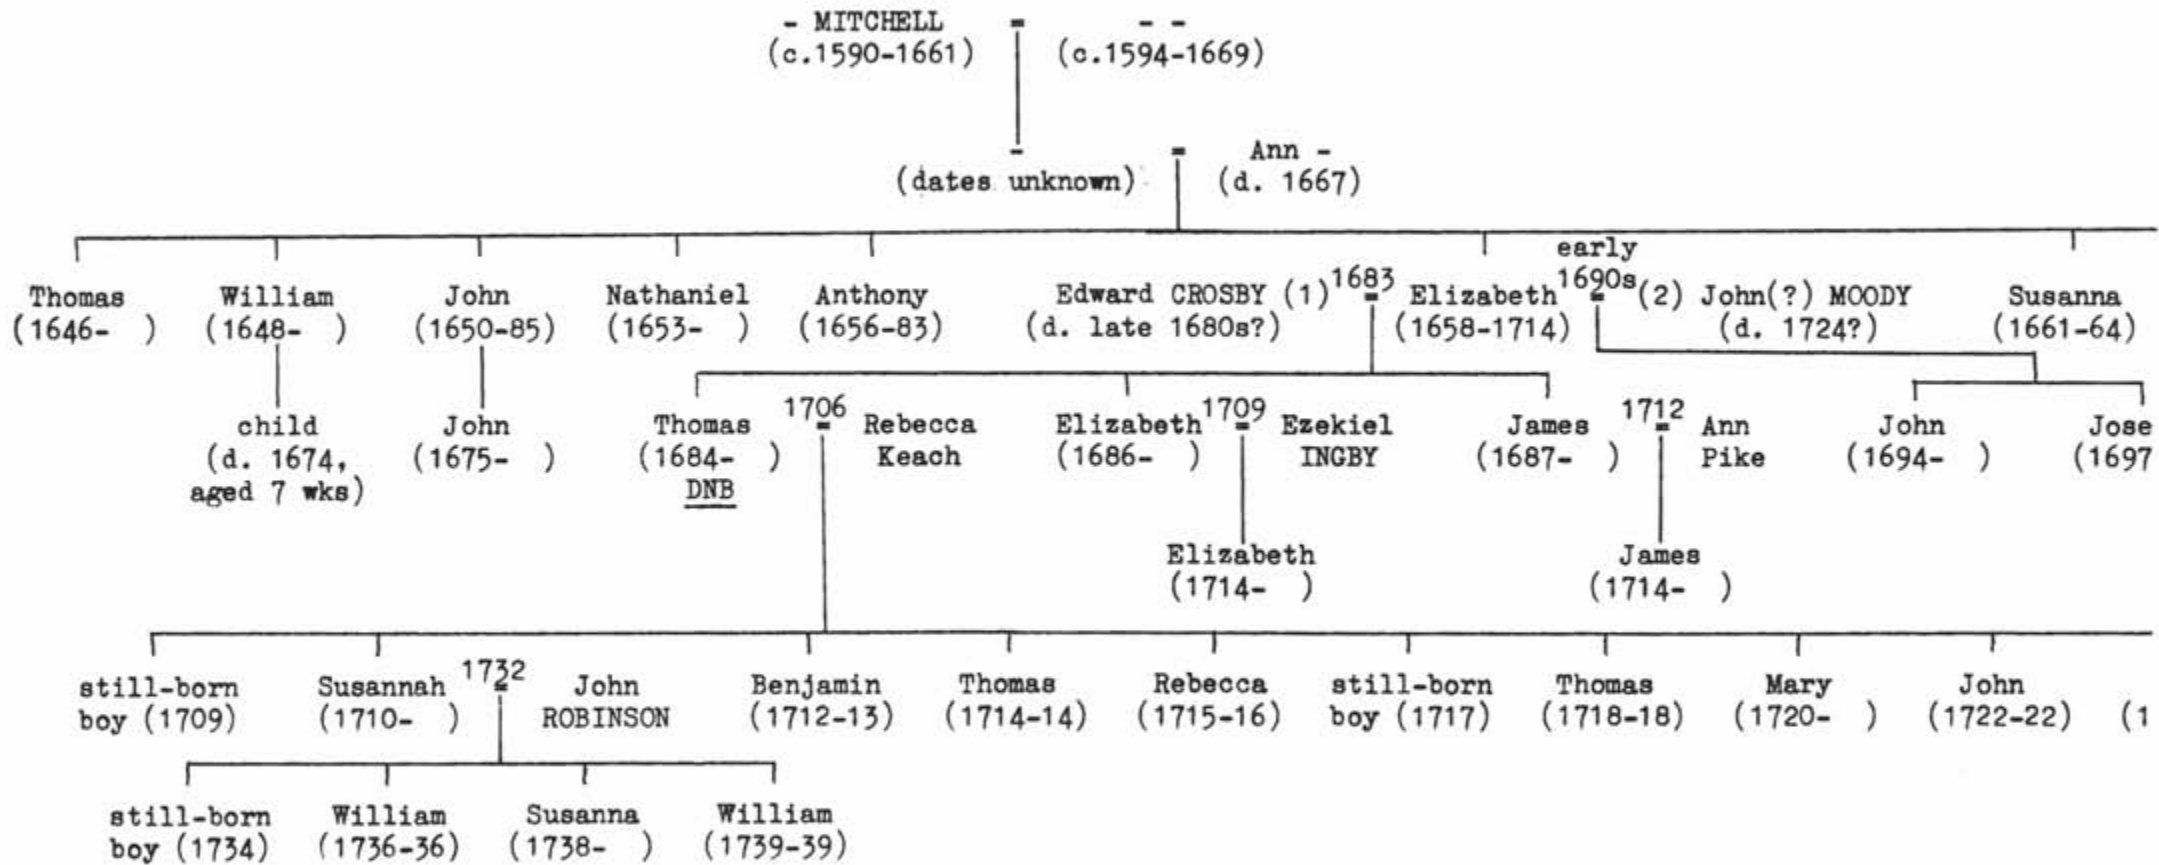 - MITCHELL = - -
(c.1590-1661) (c.1594-1669)
- = Ann -
(dates unknown) (d. 1667)
early
1683 1690s
Thomas William John Nathaniel Anthony Edward CROSBY (1) = Elizabeth = (2) John(?) MOODY Susanna
(1646- ) (1648- ) (1650-85) (1653- ) (1656-83) (d. late 1680s?) (1658-1714) (d. 1724?) (1661-64)
1706 1709 1712
child John Thomas = Rebecca Elizabeth = Ezekiel James = Ann John Jose
(d. 1674, (1675- ) (1684- ) Keach (1686- ) INGBY (1687- ) Pike (1694- ) (1697
aged 7 wks) DNB
Elizabeth James
(1714- ) (1714- )
1732
still-born Susannah = John Benjamin Thomas Rebecca still-born Thomas Mary John
boy (1709) (1710- ) ROBINSON (1712-13) (1714-14) (1715-16) boy (1717) (1718-18) (1720- ) (1722-22) (1
still-born William Susanna William
boy (1734) (1736-36) (1738- ) (1739-39)